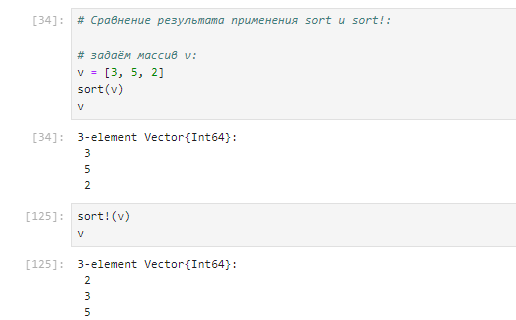 [34]: # Сравнение результата применения sort и sort!:
# задаём массив v:
v = [3, 5, 2]
sort(v)
v
[34]: 3-element Vector{Int64}:
3
5
2
[125]: sort!(v)
v
[125]: 3-element Vector{Int64}:
2
3
5